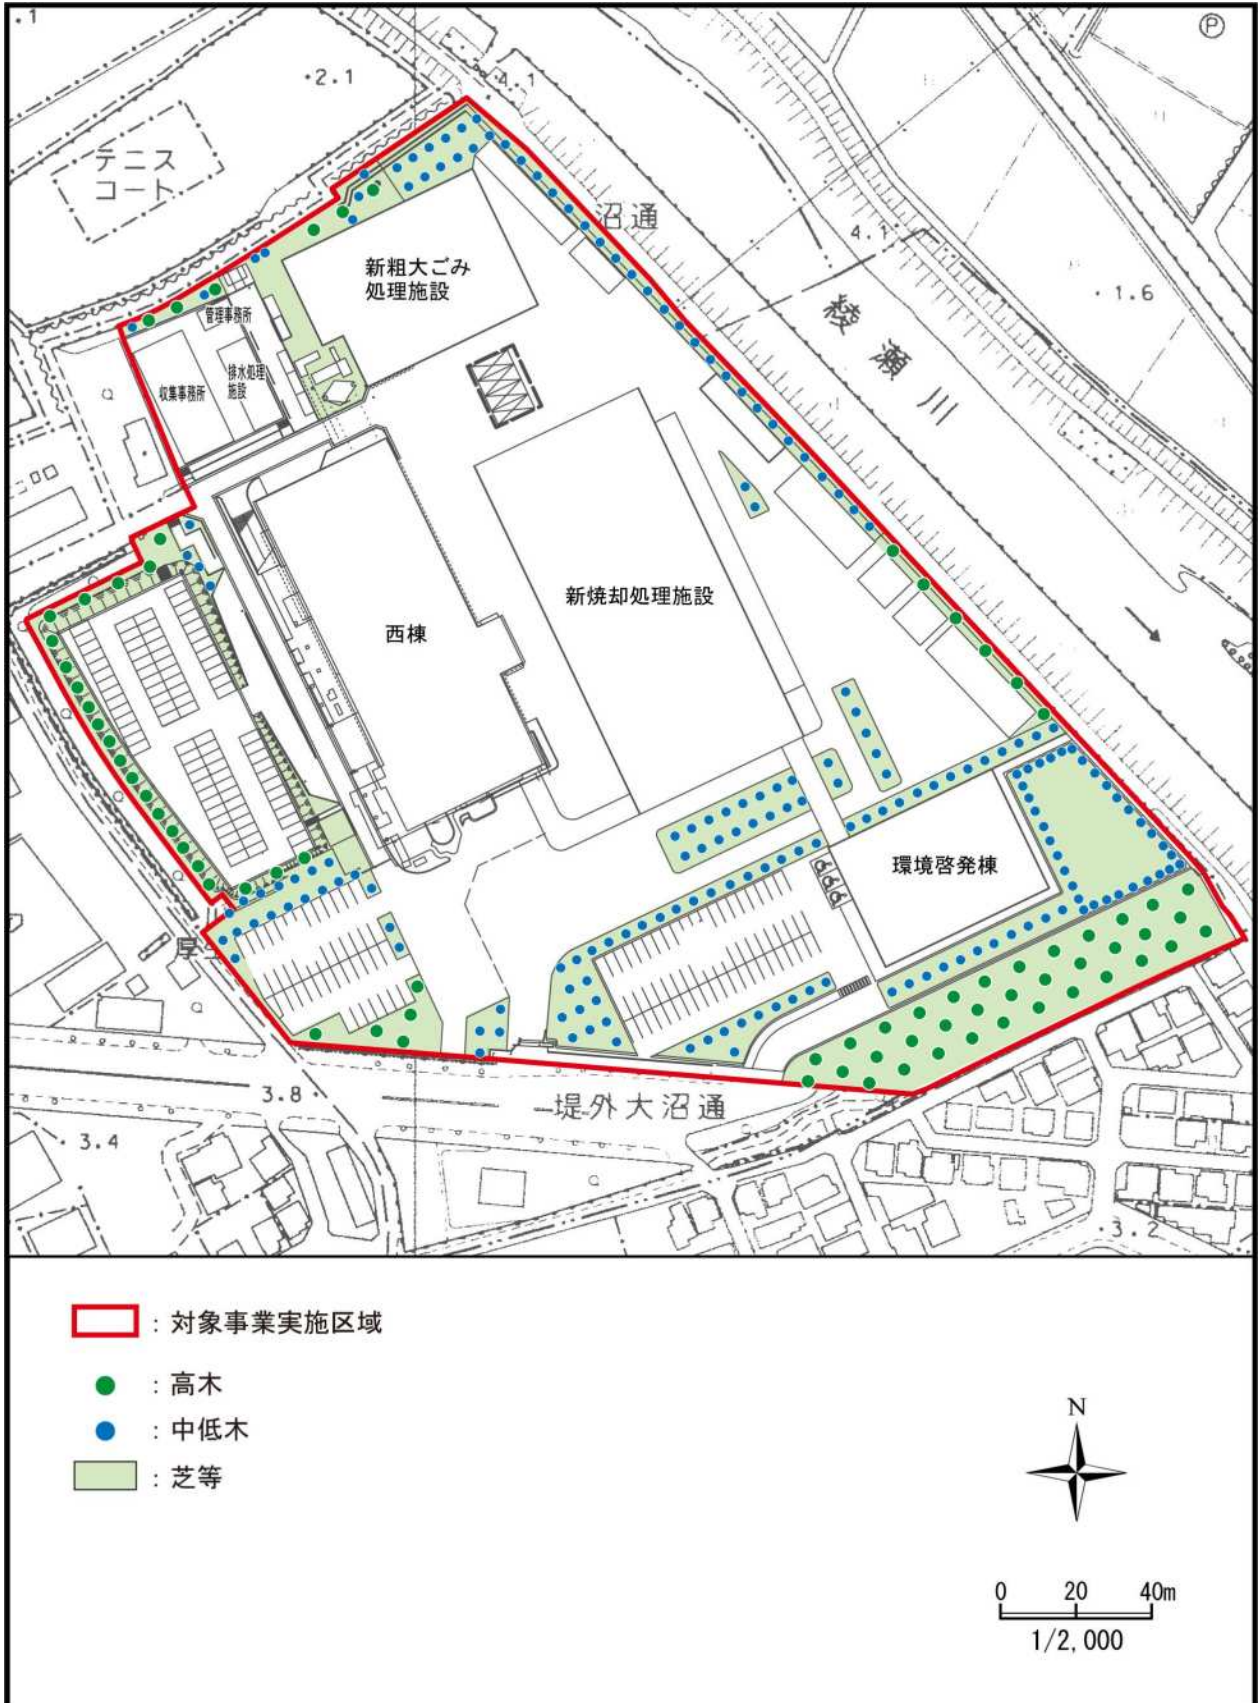 .1
P
・2.1
4.1
テニス
コート
沼通
4.1
・1.6
新粗大ごみ
処理施設
綾瀬川
管理事務所
排水処理
施設
収集事務所
新焼却処理施設
西棟
環境啓発棟
厚生
3.8・
堤外大沼通
・3.4
・3.2
：対象事業実施区域
：高木
：中低木
：芝等
N
0 20 40m
1/2,000